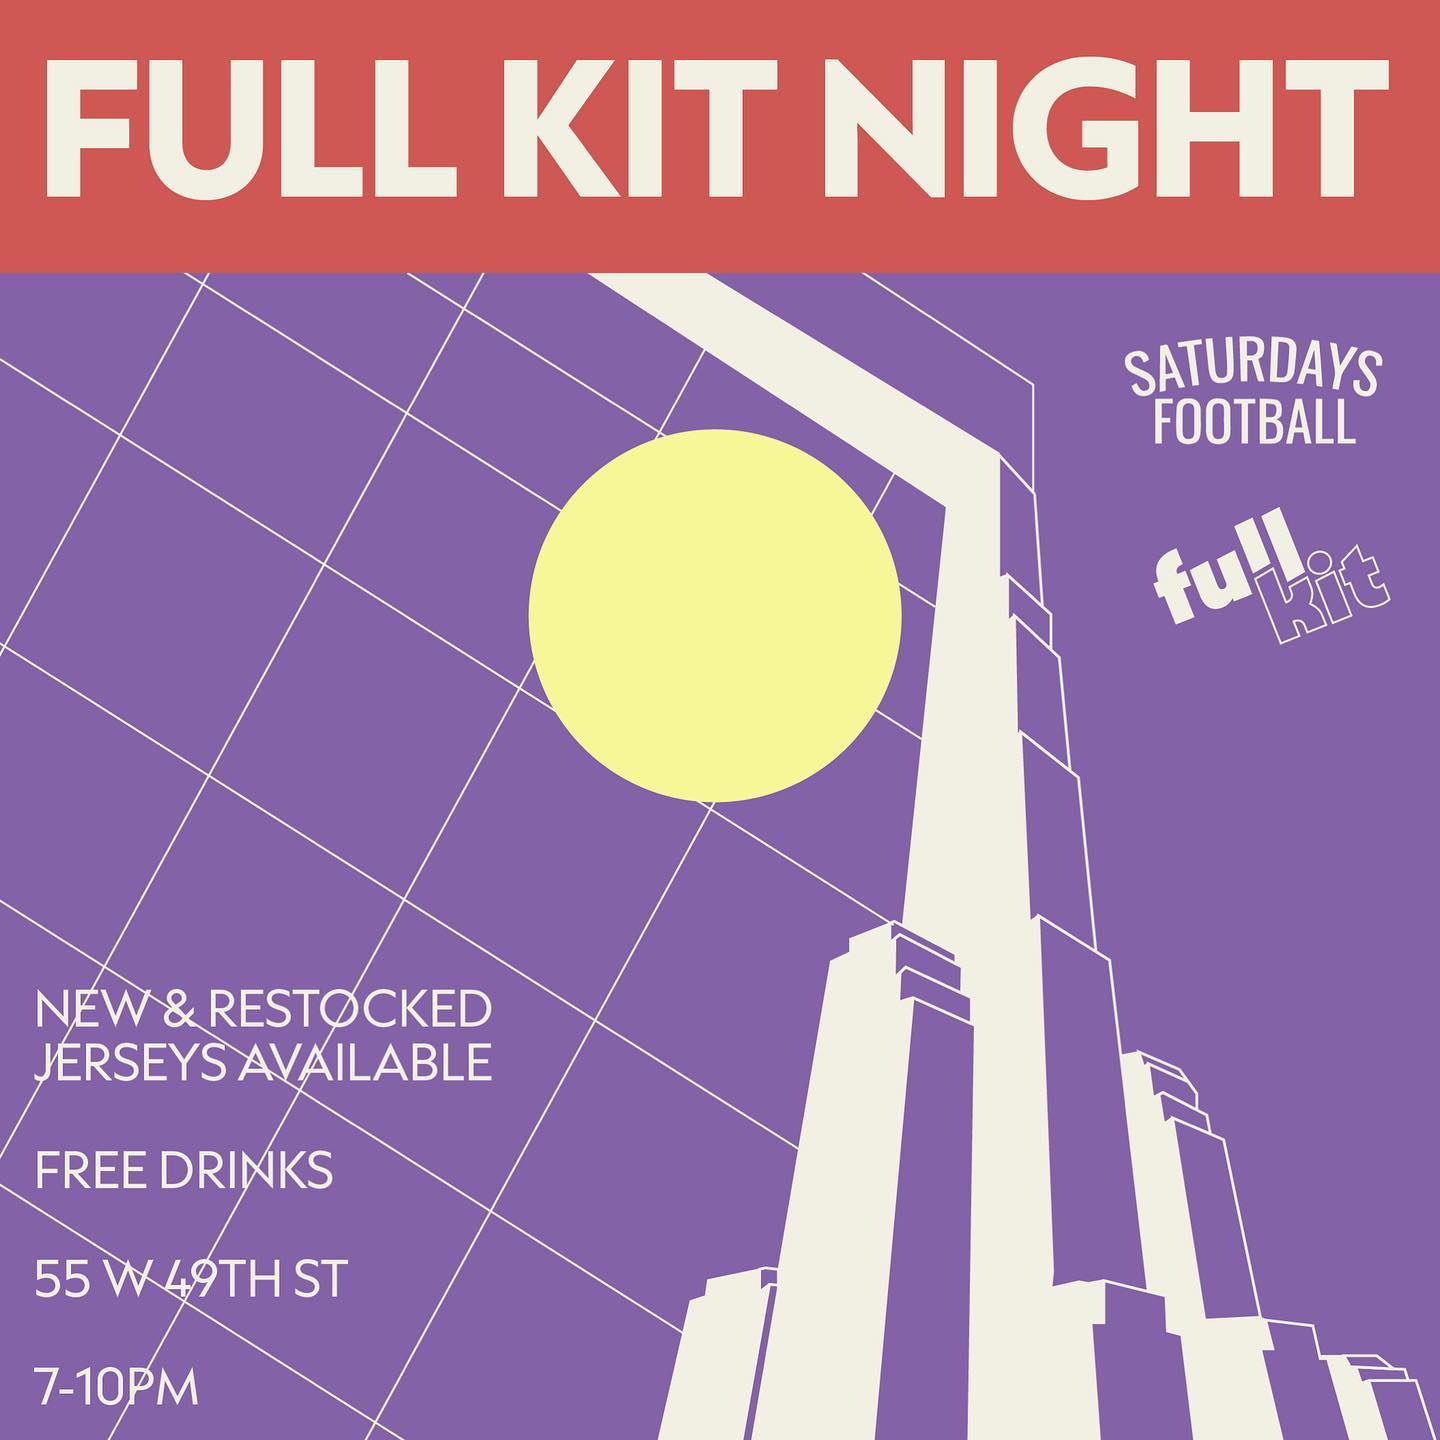 FULL KIT NIGHT
SATURDAYS
FOOTBALL
full
kit
NEW & RESTOCKED
JERSEYS AVAILABLE
FREE DRINKS
55 W 49TH ST
7-10PM